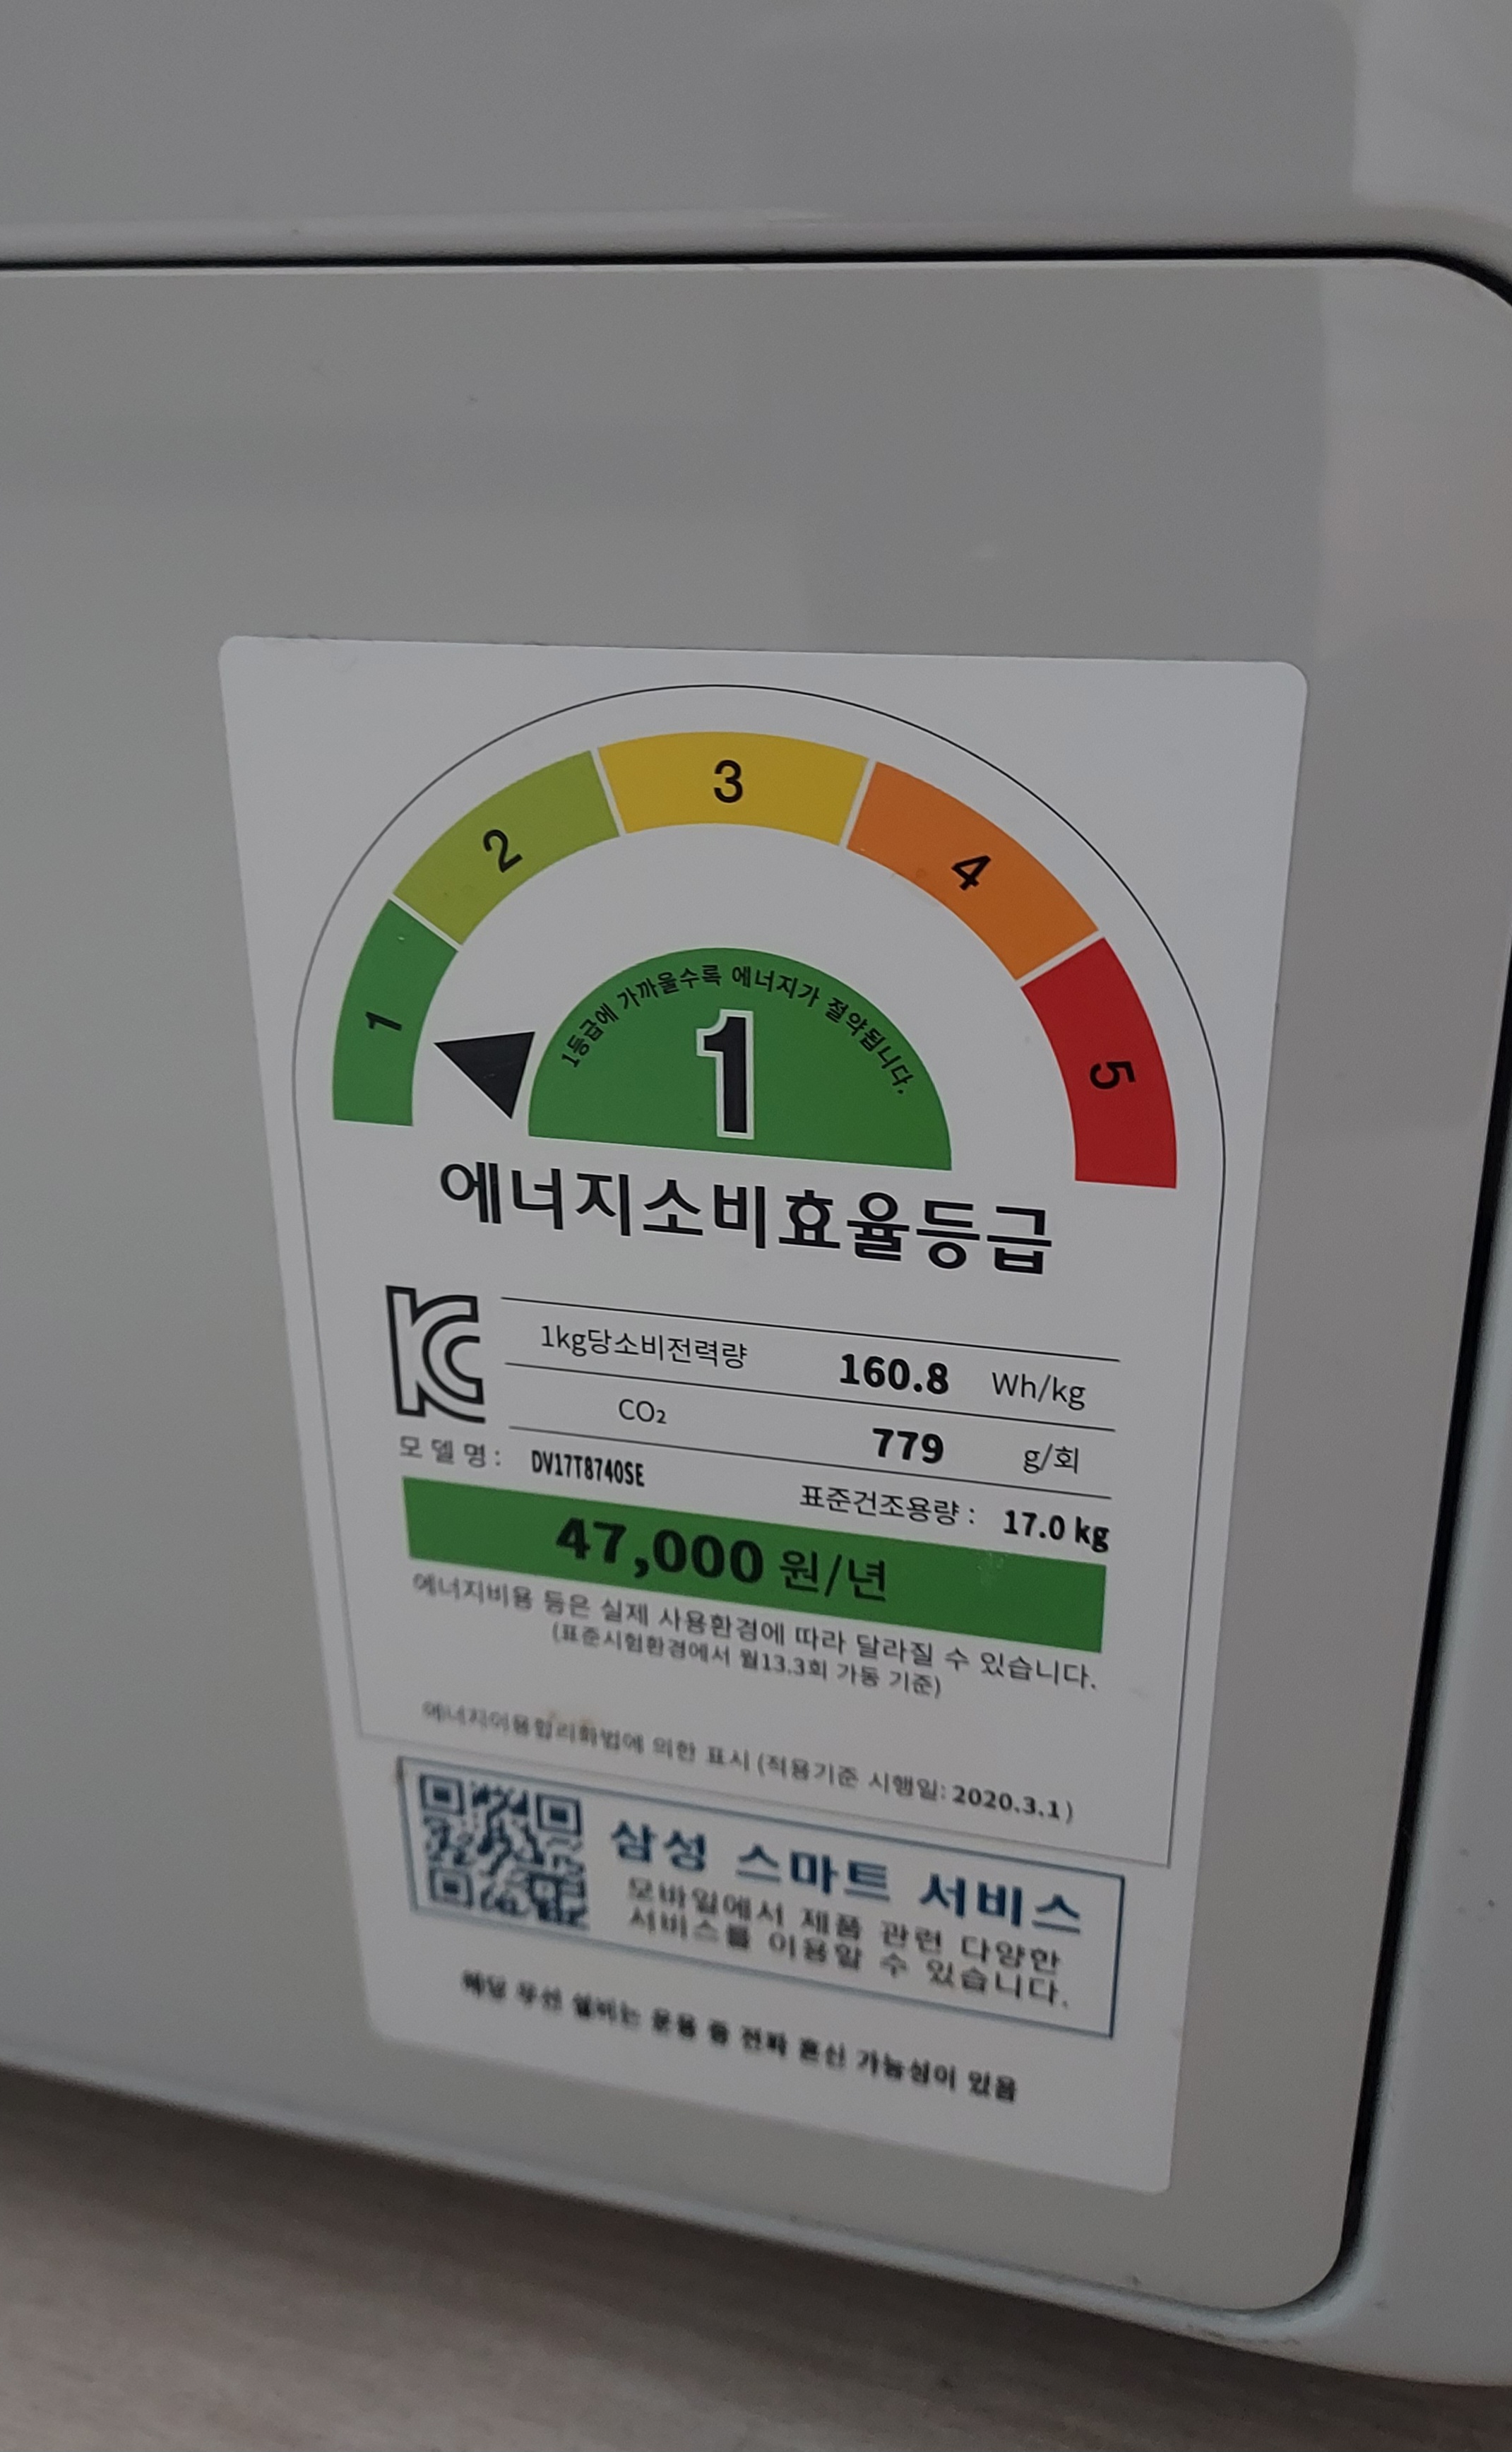 1
2
3
4
5
1등급에 가까울수록 에너지가 절약됩니다.
1
에너지소비효율등급
1kg당소비전력량 160.8 Wh/kg
CO₂ 779 g/회
모델명: DV17T8740SE
표준건조용량: 17.0 kg
47,000 원/년
에너지비용 등은 실제 사용환경에 따라 달라질 수 있습니다.
(표준시험환경에서 월13.3회 가동 기준)
에너지이용합리화법에 의한 표시 (적용기준 시행일: 2020.3.1)
삼성 스마트 서비스
모바일에서 제품 관련 다양한
서비스를 이용할 수 있습니다.
해당 무선 설비는 운용 중 전파 혼신 가능성이 있음